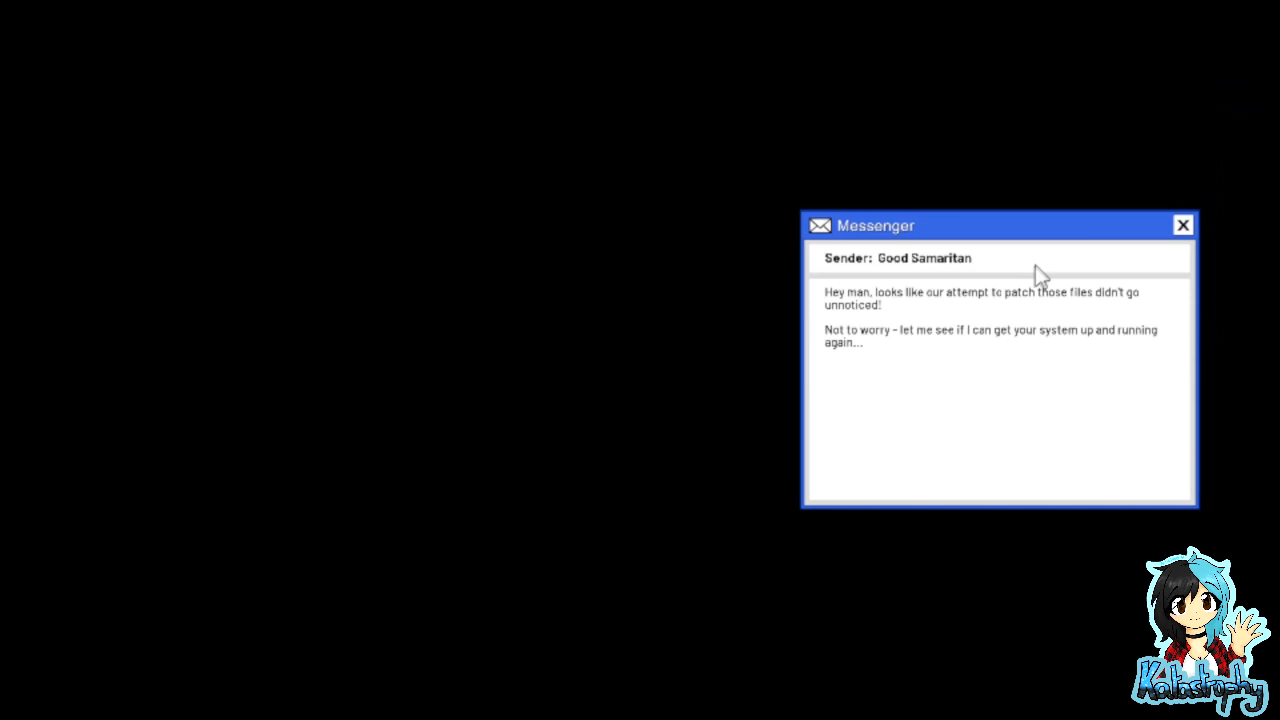 Messenger
Sender: Good Samaritan
Hey man, looks like our attempt to patch those files didn't go
unnoticed!
Not to worry - let me see if I can get your system up and running
again...
Katastrophy